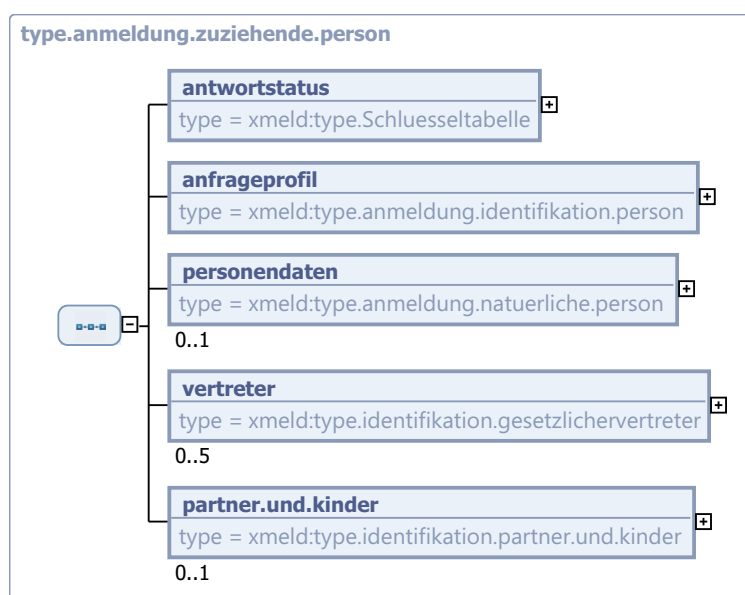 type.anmeldung.zuziehende.person
antwortstatus
type = xmeld:type.Schluesseltabelle
anfrageprofil
type = xmeld:type.anmeldung.identifikation.person
personendaten
type = xmeld:type.anmeldung.natuerliche.person
0..1
vertreter
type = xmeld:type.identifikation.gesetzlichervertreter
0..5
partner.und.kinder
type = xmeld:type.identifikation.partner.und.kinder
0..1